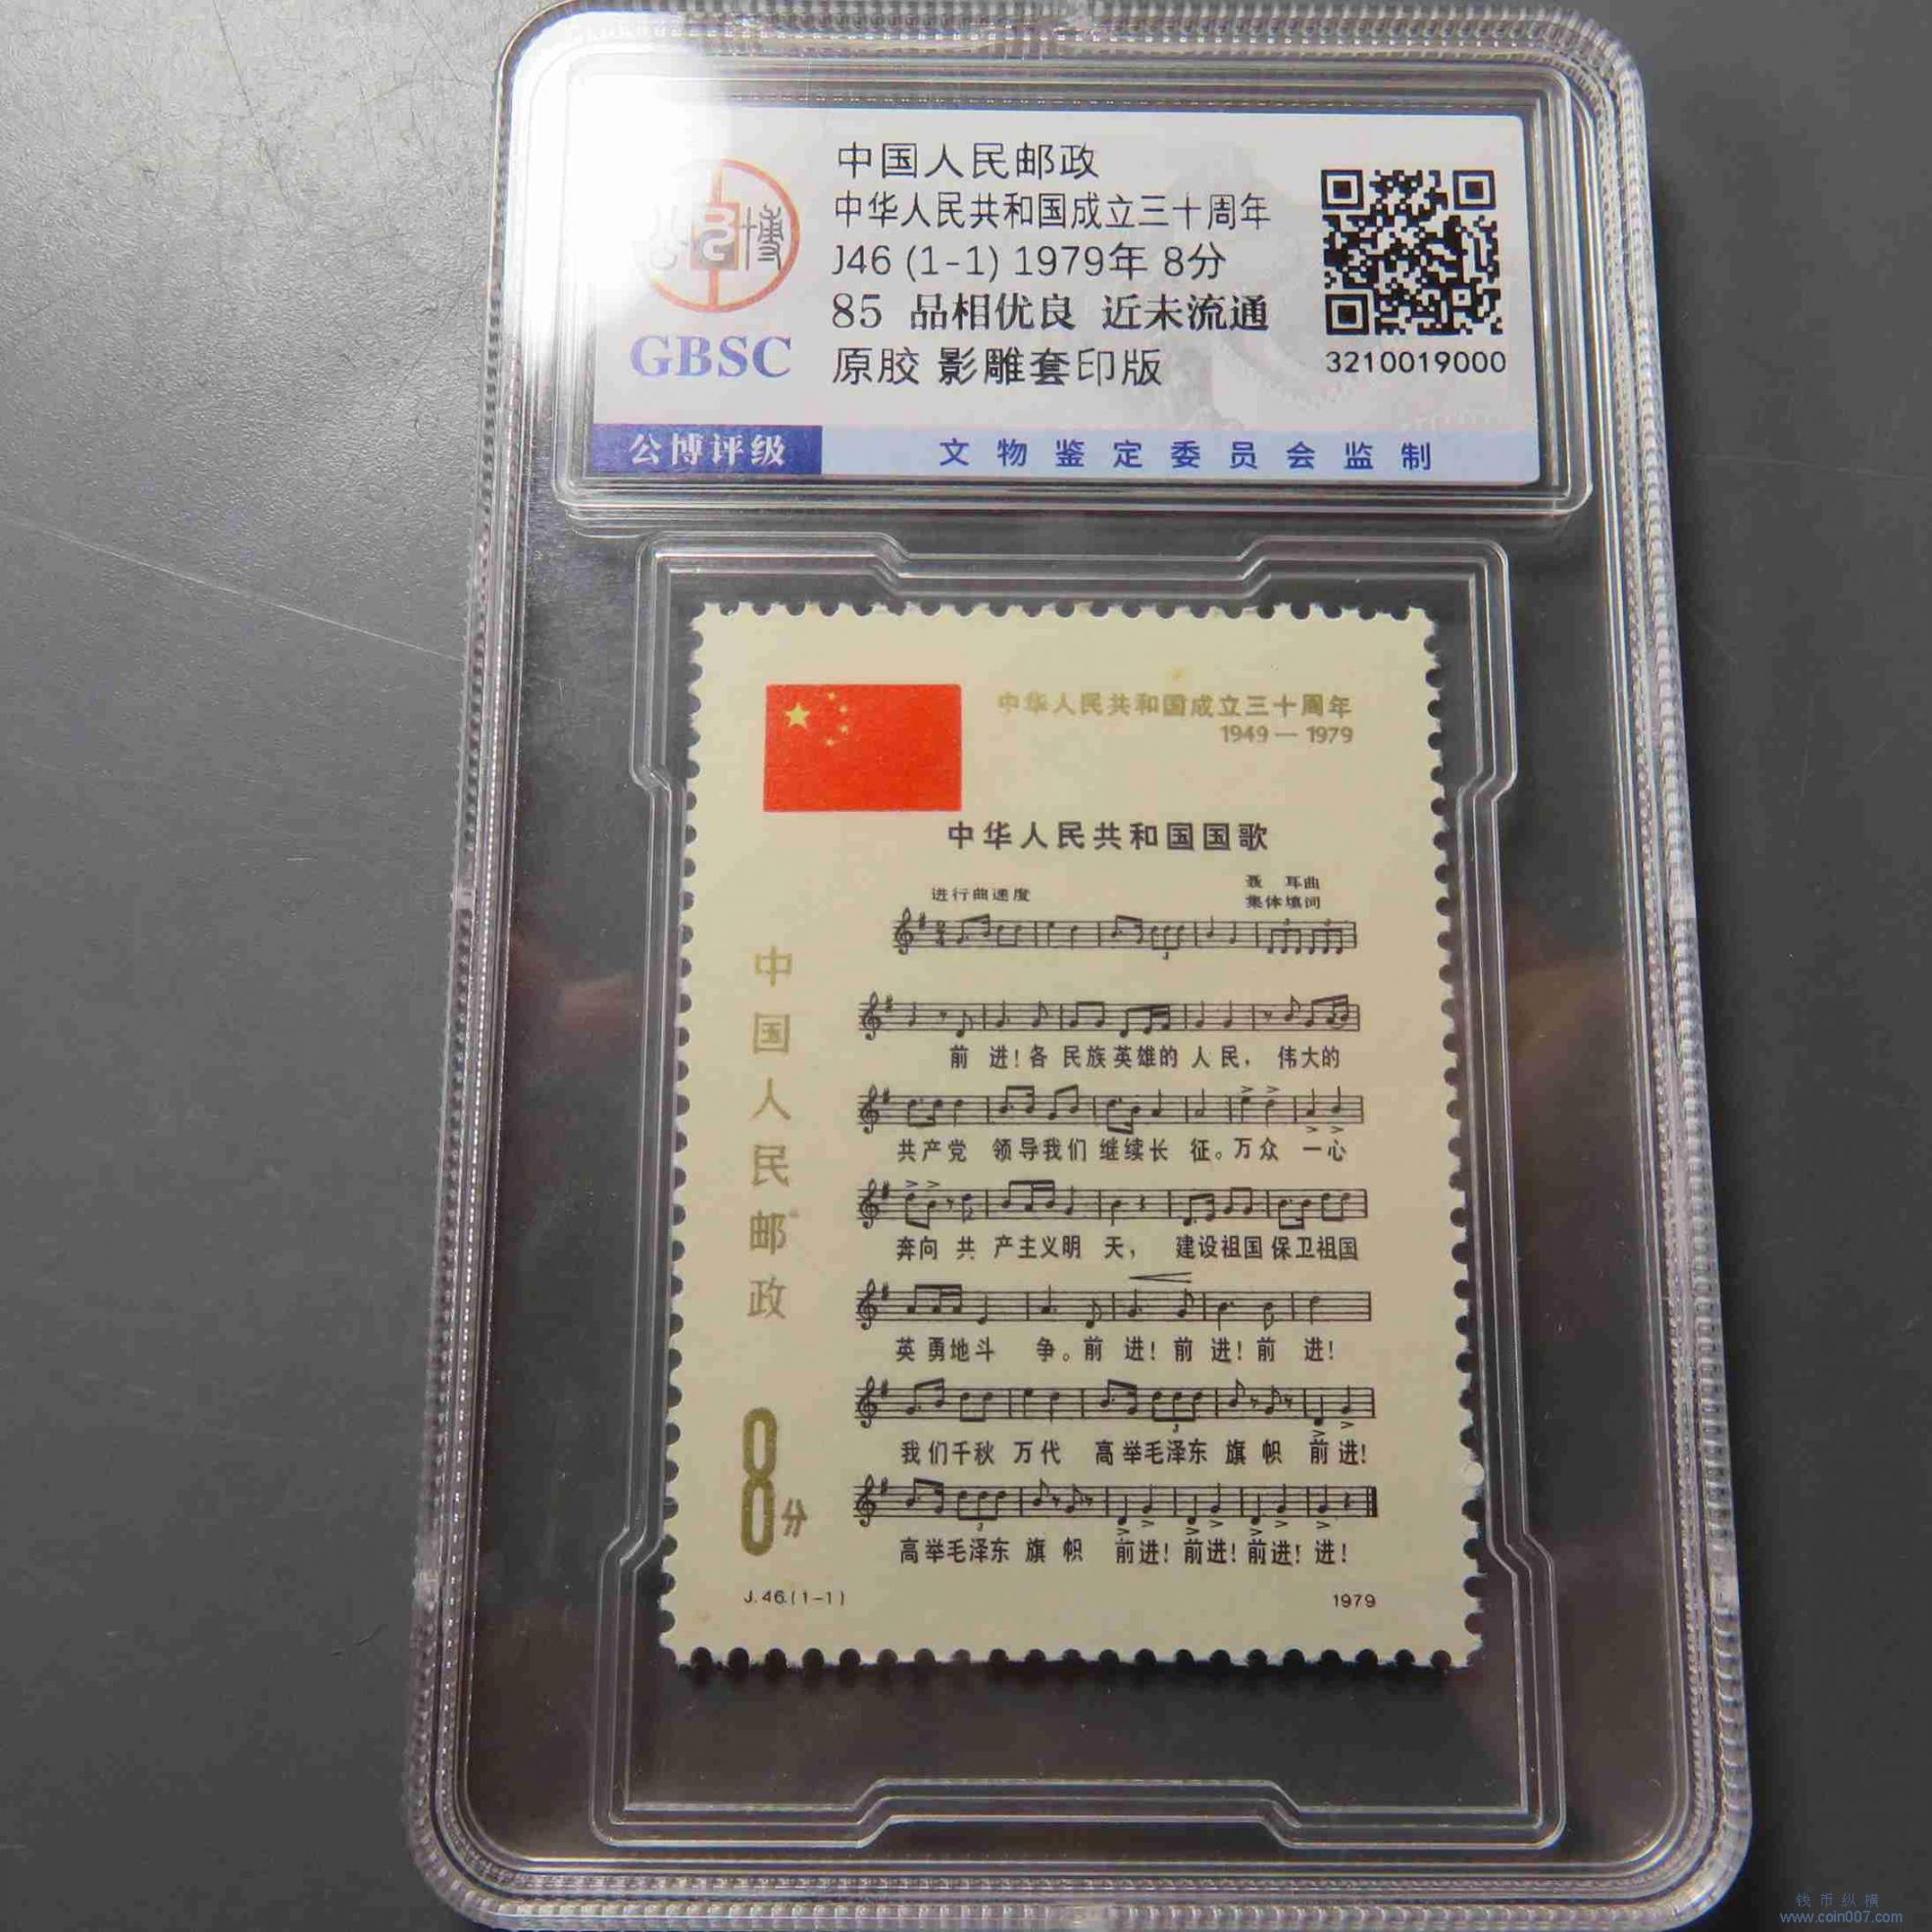 中国人民邮政
中华人民共和国成立三十周年
J46 (1-1) 1979年 8分
85 品相优良 近未流通
原胶 影雕套印版
博
GBSC
3210019000
公博评级
文物鉴定委员会监制
中华人民共和国成立三十周年
1949—1979
中华人民共和国国歌
进行曲速度
聂 耳曲
集体填词
前 进!各 民族英雄的 人民, 伟大的
共产党 领导我们 继续长 征。万众 一心
奔向 共 产主义明 天, 建设祖国保卫祖国
英 勇地斗 争。前 进!前 进!前 进!
我们千秋 万代 高举毛泽东 旗 帜 前进!
高举毛泽东 旗 帜 前进!前进!前进!进!
中国人民邮政
8分
J.46.(1-1)
1979
钱币纵横
www.coin007.com